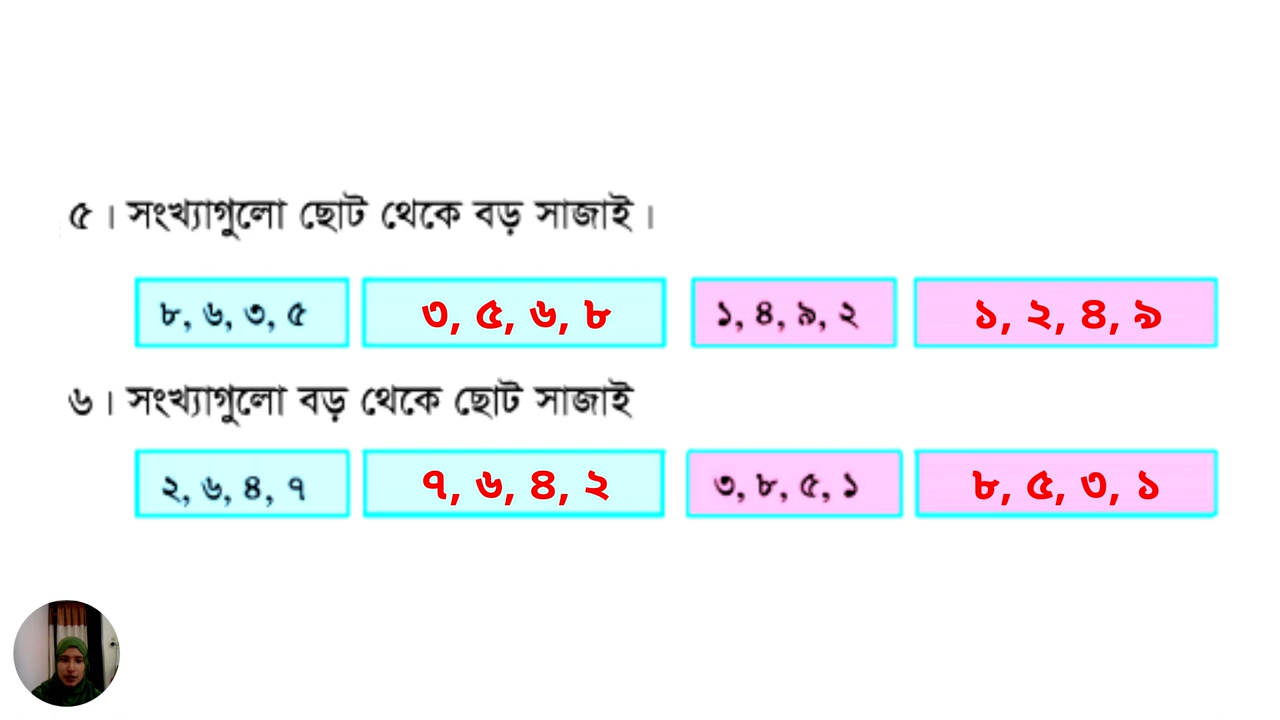 ৫। সংখ্যাগুলো ছোট থেকে বড় সাজাই।
৮, ৬, ৩, ৫ ৩, ৫, ৬, ৮ ১, ৪, ৯, ২ ১, ২, ৪, ৯
৬। সংখ্যাগুলো বড় থেকে ছোট সাজাই
২, ৬, ৪, ৭ ৭, ৬, ৪, ২ ৩, ৮, ৫, ১ ৮, ৫, ৩, ১